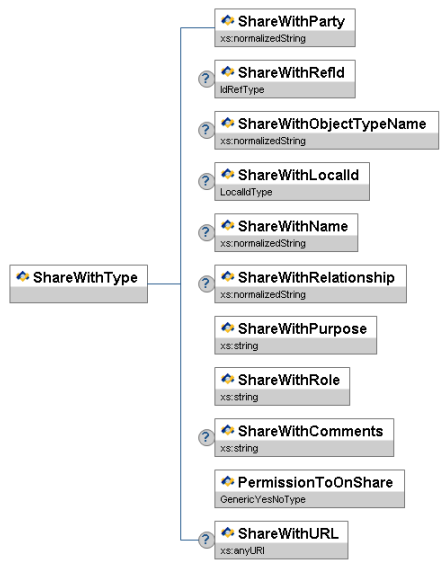 ShareWithParty
xs:normalizedString
?
ShareWithRefId
IdRefType
?
ShareWithObjectTypeName
xs:normalizedString
?
ShareWithLocalId
LocalIdType
?
ShareWithName
xs:normalizedString
ShareWithType
?
ShareWithRelationship
xs:normalizedString
ShareWithPurpose
xs:string
ShareWithRole
xs:string
?
ShareWithComments
xs:string
PermissionToOnShare
GenericYesNoType
?
ShareWithURL
xs:anyURI